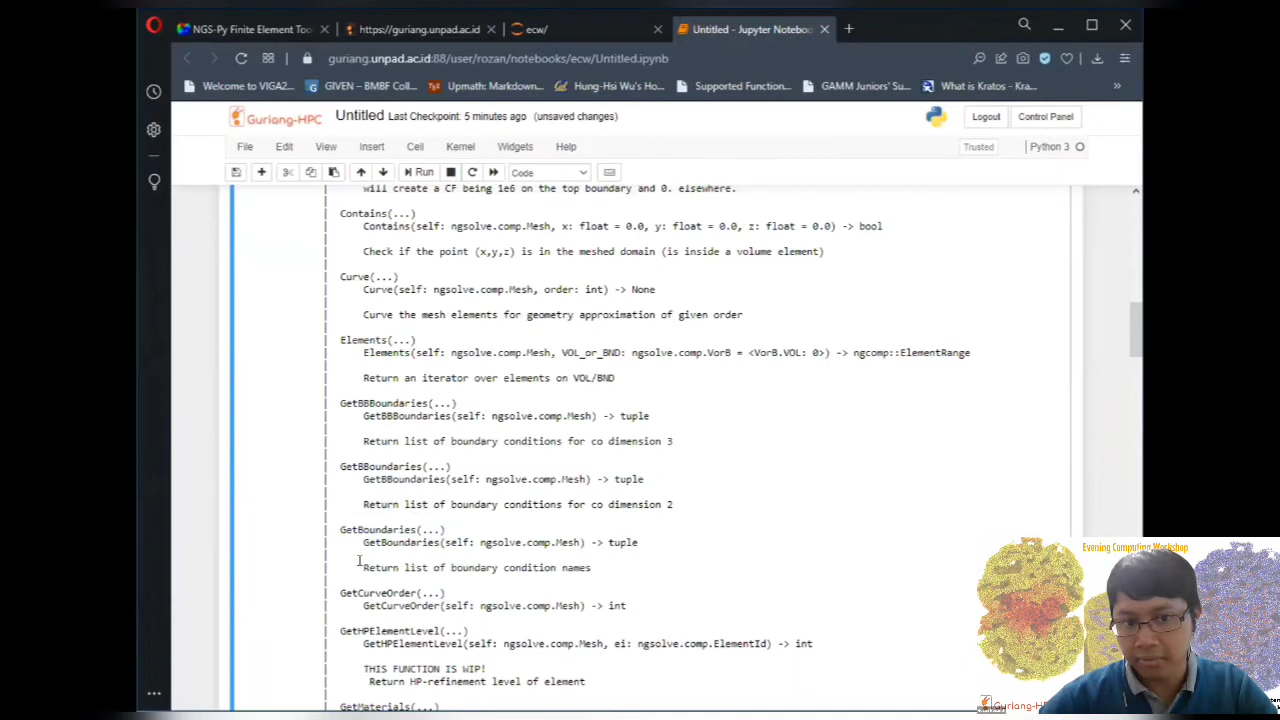 NGS-Py Finite Element Too
https://guriang.unpad.ac.id
ecw/
Untitled - Jupyter Notebo
guriang.unpad.ac.id:88/user/rozan/notebooks/ecw/Untitled.ipynb
Welcome to VIGA2...
GIVEN – BMBF Coll...
Upmath: Markdown...
Hung-Hsi Wu's Ho...
Supported Function...
GAMM Juniors' Su...
What is Kratos - Kra...
Guriang-HPC
Untitled Last Checkpoint: 5 minutes ago (unsaved changes)
Logout
Control Panel
File Edit View Insert Cell Kernel Widgets Help
Trusted
Python 3
Run
Code
will create a CF being 1e6 on the top boundary and 0. elsewhere.
Contains(...)
Contains(self: ngsolve.comp.Mesh, x: float = 0.0, y: float = 0.0, z: float = 0.0) -> bool
Check if the point (x,y,z) is in the meshed domain (is inside a volume element)
Curve(...)
Curve(self: ngsolve.comp.Mesh, order: int) -> None
Curve the mesh elements for geometry approximation of given order
Elements(...)
Elements(self: ngsolve.comp.Mesh, VOL_or_BND: ngsolve.comp.VorB = <VorB.VOL: 0>) -> ngcomp::ElementRange
Return an iterator over elements on VOL/BND
GetBBBoundaries(...)
GetBBBoundaries(self: ngsolve.comp.Mesh) -> tuple
Return list of boundary conditions for co dimension 3
GetBBoundaries(...)
GetBBoundaries(self: ngsolve.comp.Mesh) -> tuple
Return list of boundary conditions for co dimension 2
GetBoundaries(...)
GetBoundaries(self: ngsolve.comp.Mesh) -> tuple
Return list of boundary condition names
GetCurveOrder(...)
GetCurveOrder(self: ngsolve.comp.Mesh) -> int
GetHPElementLevel(...)
GetHPElementLevel(self: ngsolve.comp.Mesh, ei: ngsolve.comp.ElementId) -> int
THIS FUNCTION IS WIP!
Return HP-refinement level of element
GetMaterials(...)
Evening Computing Workshop
Guriang-HPC